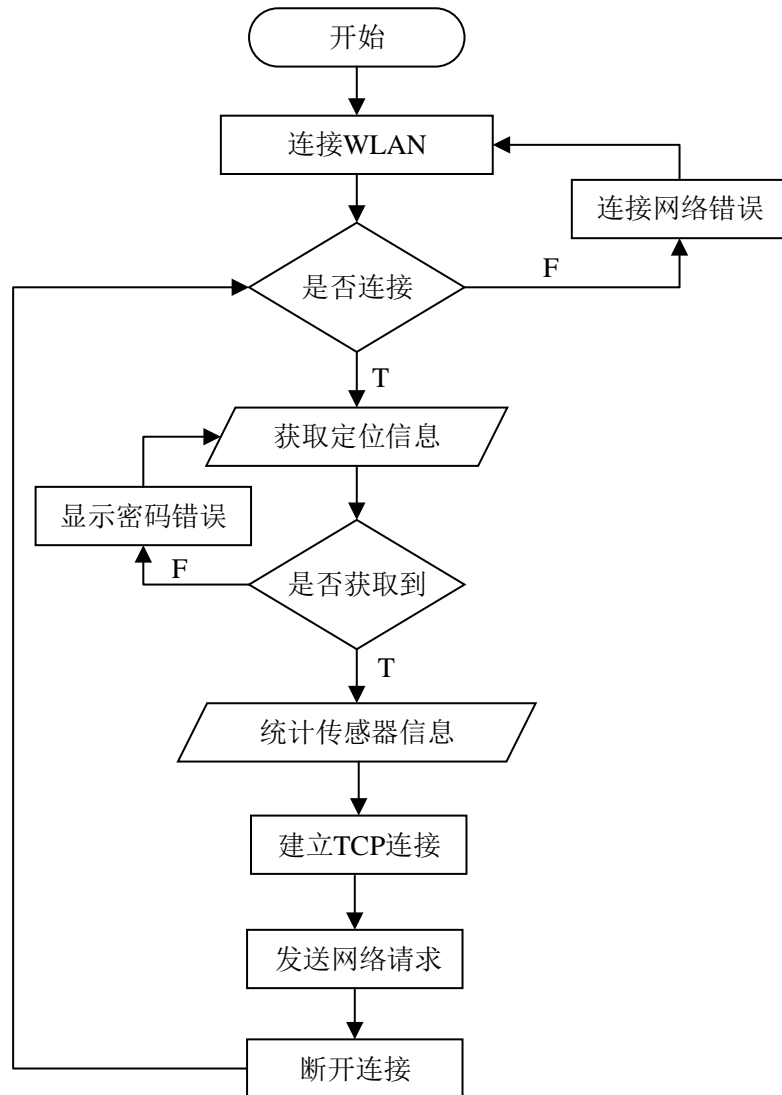 开始
连接WLAN
连接网络错误
是否连接
F
T
获取定位信息
显示密码错误
F
是否获取到
T
统计传感器信息
建立TCP连接
发送网络请求
断开连接